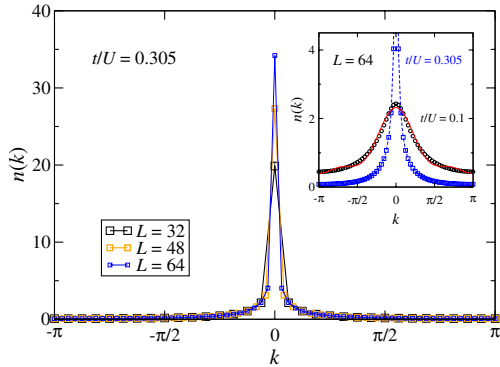 40
30
20
10
0
n(k)
t/U = 0.305
L = 32
L = 48
L = 64
-π
-π/2
0
π/2
π
k
4
2
0
n(k)
L = 64
t/U = 0.305
t/U = 0.1
-π
-π/2
0
π/2
π
k